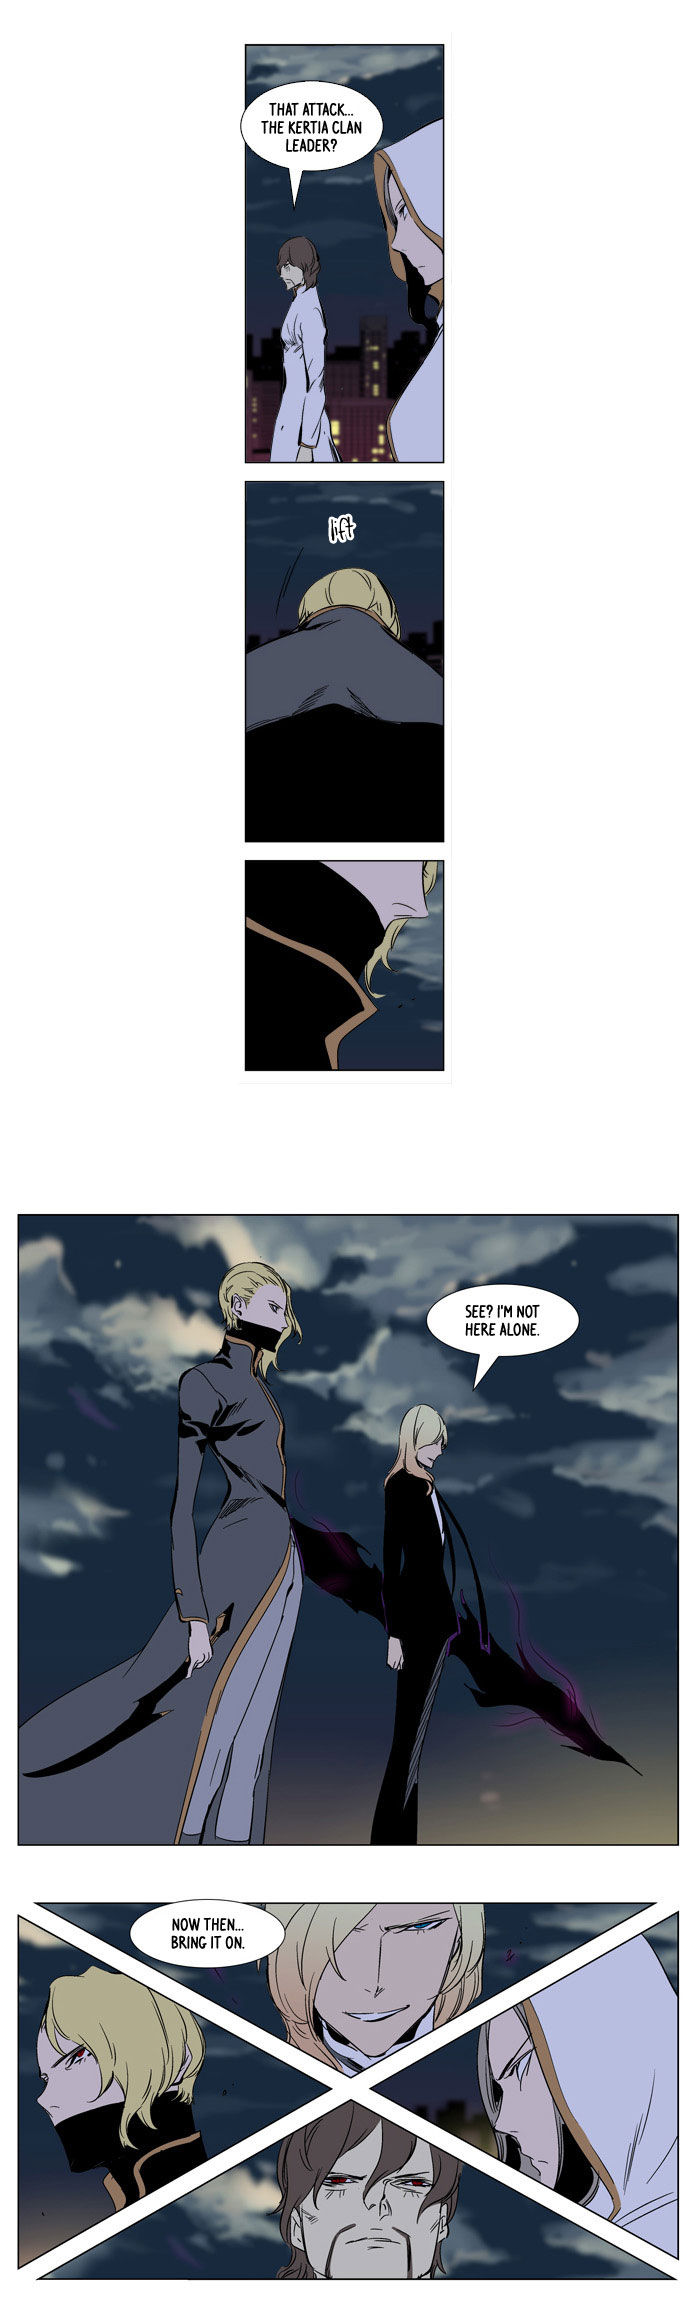 THAT ATTACK...
THE KERTIA CLAN
LEADER?
lift
SEE? I'M NOT
HERE ALONE.
NOW THEN...
BRING IT ON.